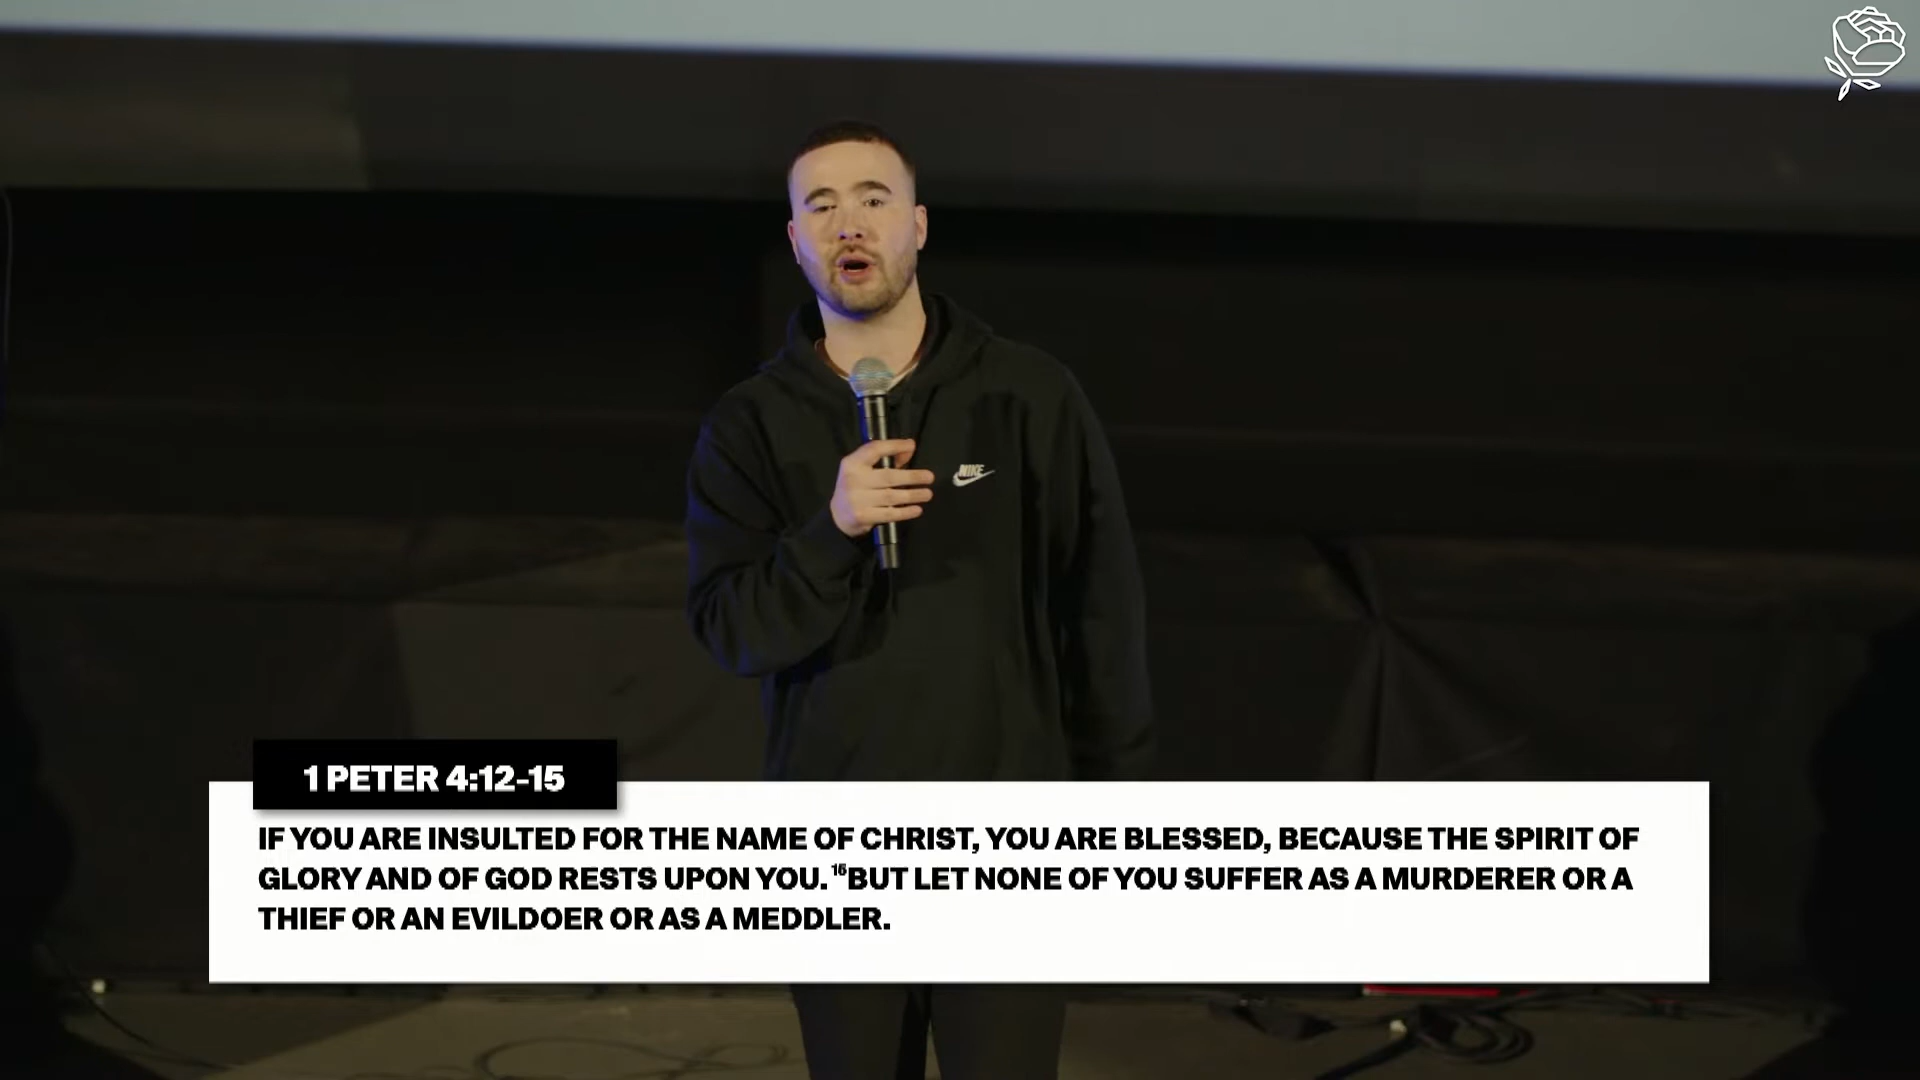 NIKE
1 PETER 4:12-15
IF YOU ARE INSULTED FOR THE NAME OF CHRIST, YOU ARE BLESSED, BECAUSE THE SPIRIT OF
GLORY AND OF GOD RESTS UPON YOU. ¹⁵BUT LET NONE OF YOU SUFFER AS A MURDERER OR A
THIEF OR AN EVILDOER OR AS A MEDDLER.